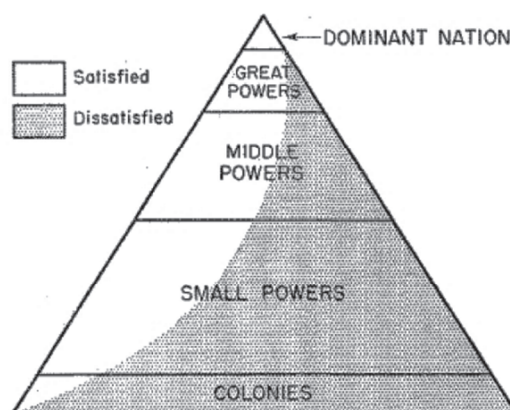 DOMINANT NATION
GREAT
POWERS
Satisfied
Dissatisfied
MIDDLE
POWERS
SMALL POWERS
COLONIES